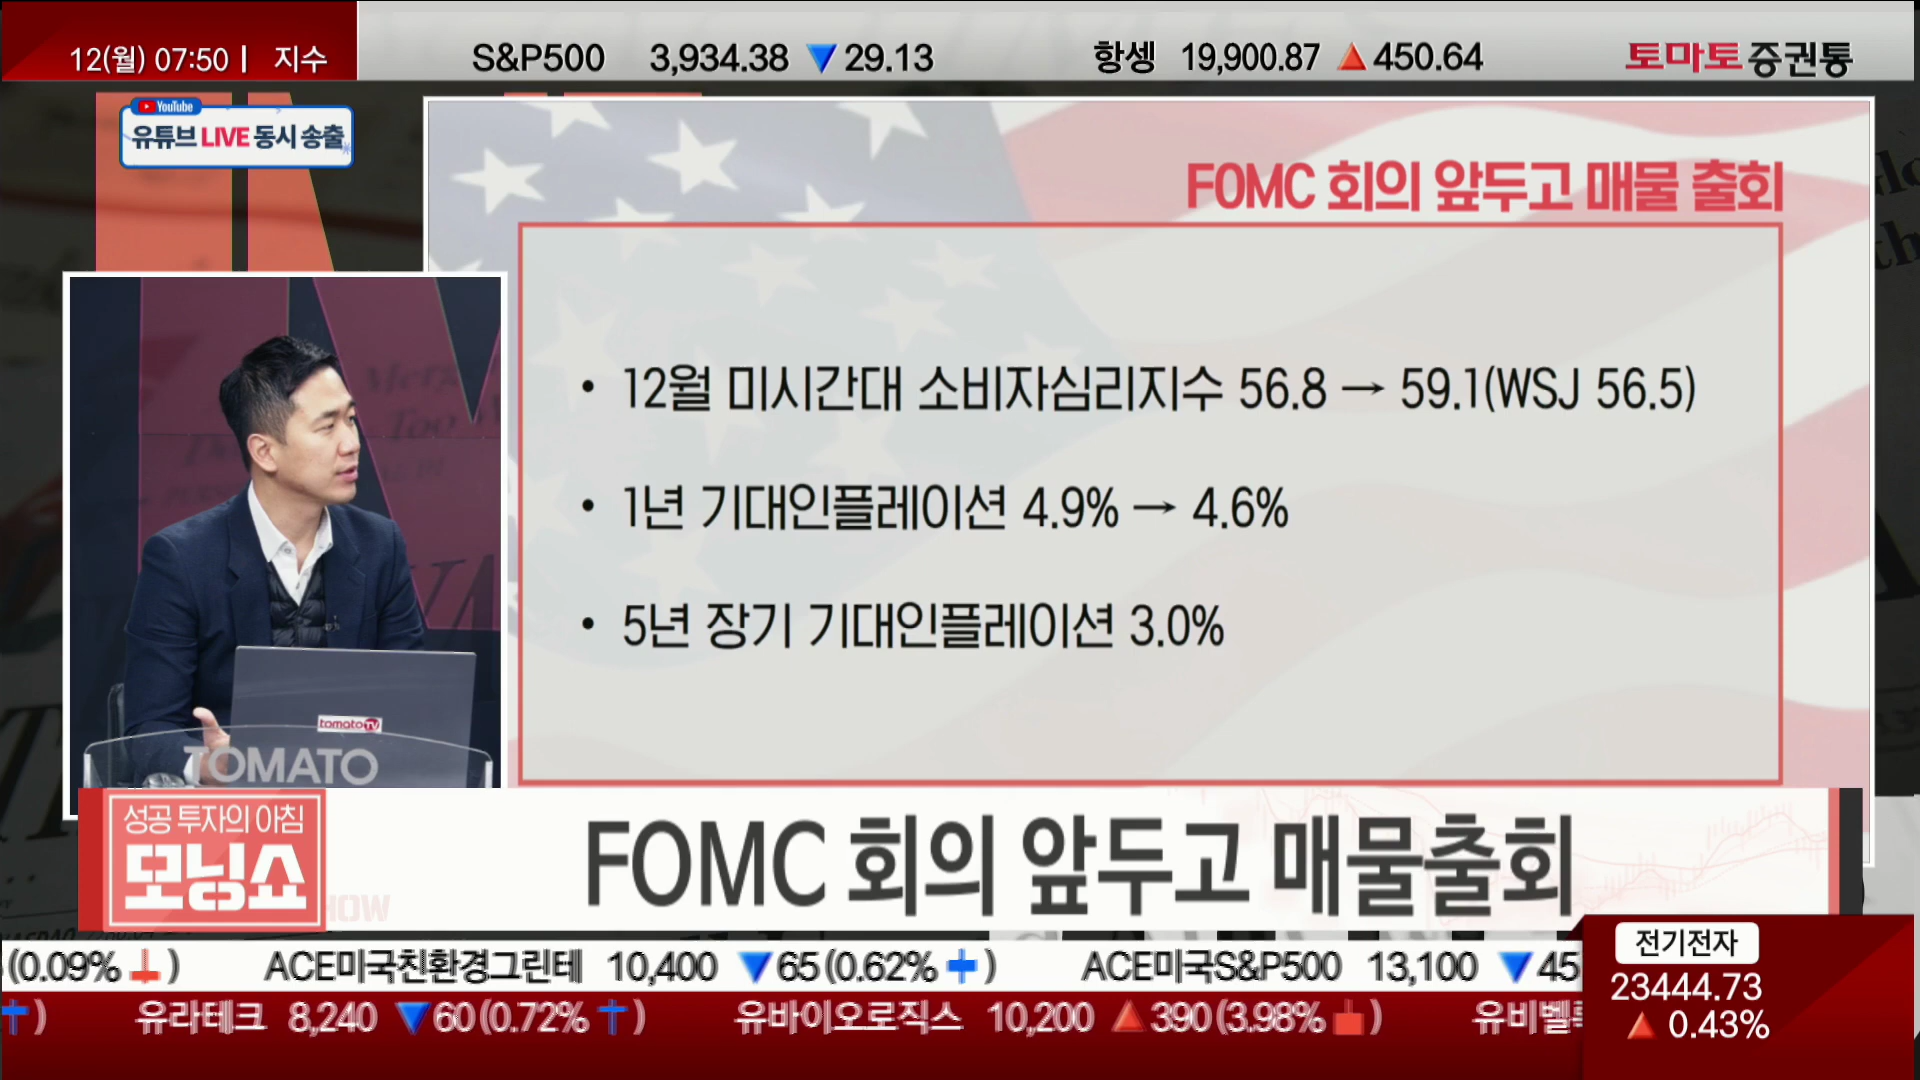 12(월) 07:50 | 지수
S&P500 3,934.38 ▼ 29.13
항셍 19,900.87 ▲ 450.64
토마토증권통
YouTube
유튜브 LIVE 동시 송출
FOMC 회의 앞두고 매물 출회
• 12월 미시간대 소비자심리지수 56.8 → 59.1(WSJ 56.5)
• 1년 기대인플레이션 4.9% → 4.6%
• 5년 장기 기대인플레이션 3.0%
tomatoTV
TOMATO
성공 투자의 아침
모닝쇼
FOMC 회의 앞두고 매물출회
(0.09% ) ACE미국친환경그린테 10,400 ▼ 65 (0.62% ) ACE미국S&P500 13,100 ▼ 45
) 유라테크 8,240 ▼ 60 (0.72% ) 유바이오로직스 10,200 ▲ 390 (3.98% ) 유비벨
전기전자
23444.73
▲ 0.43%